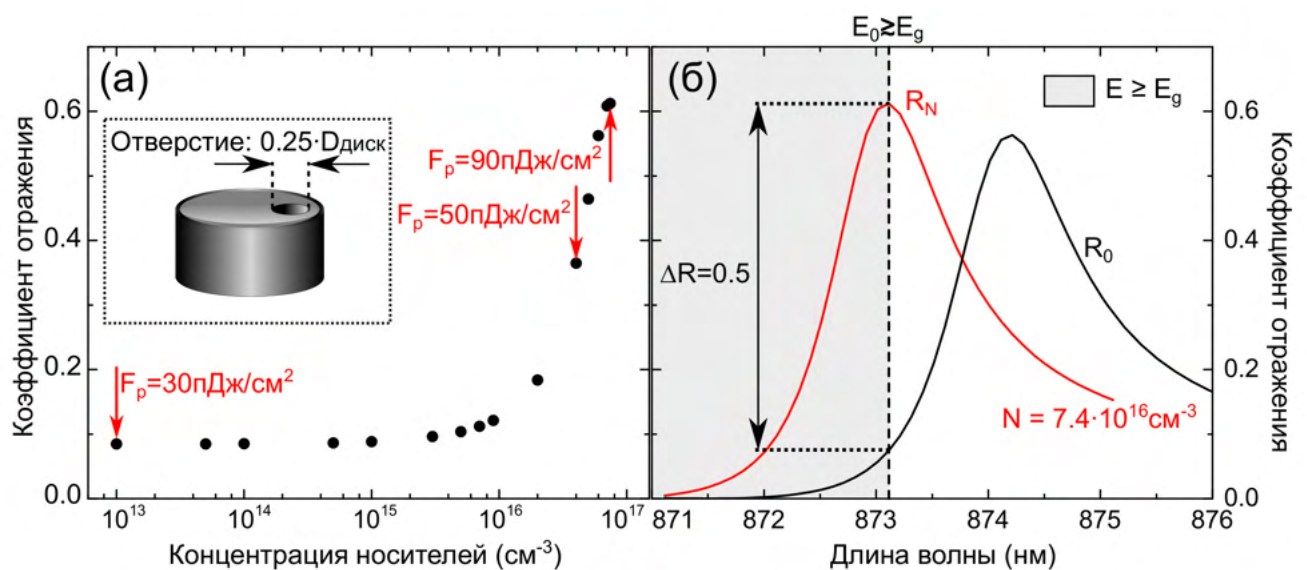 E₀≳E_g
(а)
Отверстие: 0.25·Dдиск
F_p=90пДж/см²
F_p=50пДж/см²
F_p=30пДж/см²
Коэффициент отражения
0.6
0.4
0.2
0.0
10¹³
10¹⁴
10¹⁵
10¹⁶
10¹⁷
Концентрация носителей (см⁻³)
(б)
R_N
E ≥ E_g
ΔR=0.5
R₀
N = 7.4·10¹⁶см⁻³
871
872
873
874
875
876
Длина волны (нм)
0.6
0.4
0.2
0.0
Коэффициент отражения